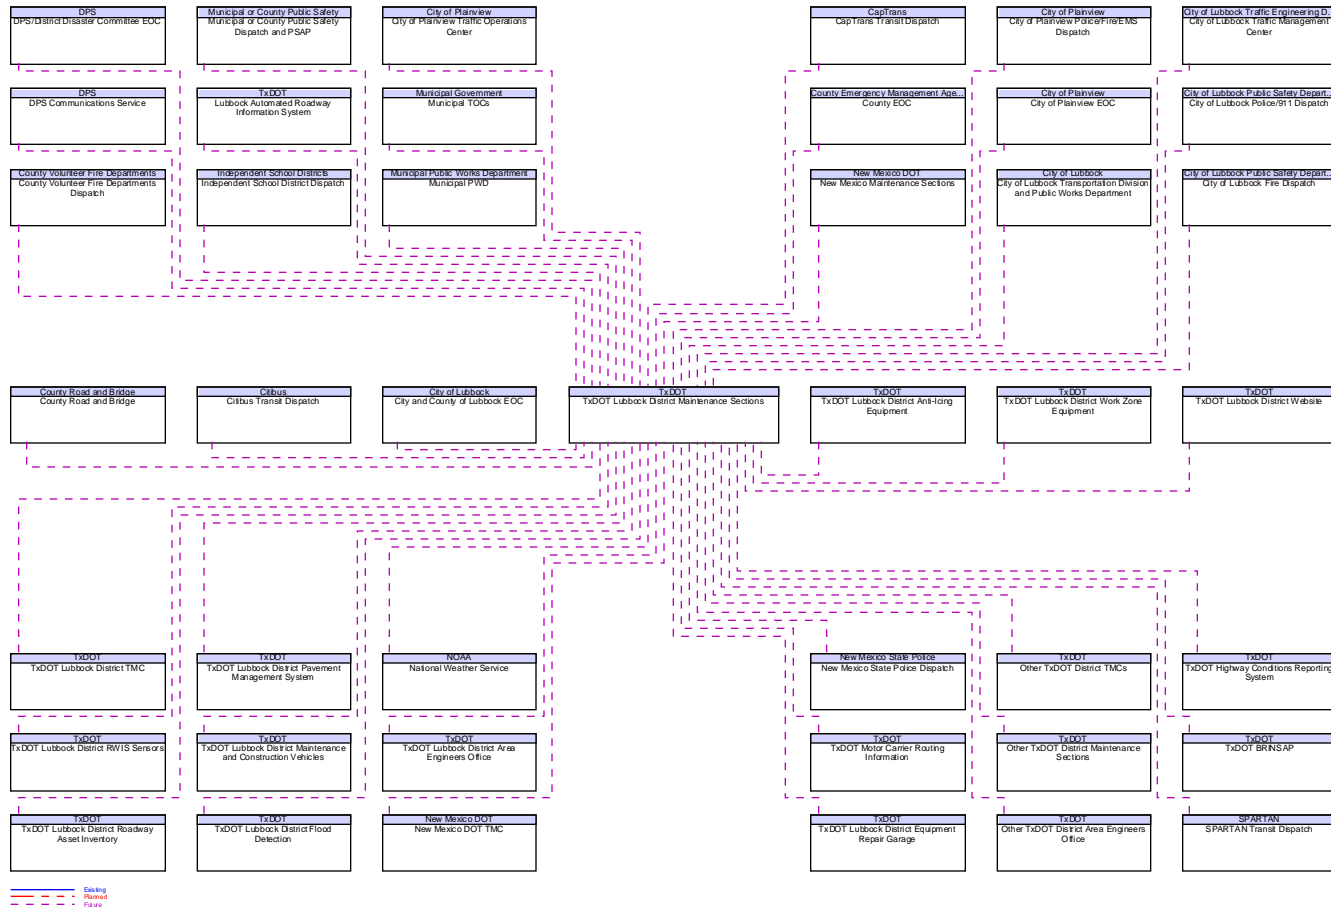 DPS
DPS/District Disaster Committee EOC
Municipal or County Public Safety
Municipal or County Public Safety
Dispatch and PSAP
City of Plainview
City of Plainview Traffic Operations
Center
CapTrans
CapTrans Transit Dispatch
City of Plainview
City of Plainview Police/Fire/EMS
Dispatch
City of Lubbock Traffic Engineering D...
City of Lubbock Traffic Management
Center
DPS
DPS Communications Service
TxDOT
Lubbock Automated Roadway
Information System
Municipal Government
Municipal TOCs
County Emergency Management Age...
County EOC
City of Plainview
City of Plainview EOC
City of Lubbock Public Safety Depart...
City of Lubbock Police/911 Dispatch
County Volunteer Fire Departments
County Volunteer Fire Departments
Dispatch
Independent School Districts
Independent School District Dispatch
Municipal Public Works Department
Municipal PWD
New Mexico DOT
New Mexico Maintenance Sections
City of Lubbock
City of Lubbock Transportation Division
and Public Works Department
City of Lubbock Public Safety Depart...
City of Lubbock Fire Dispatch
County Road and Bridge
County Road and Bridge
Citibus
Citibus Transit Dispatch
City of Lubbock
City and County of Lubbock EOC
TxDOT
TxDOT Lubbock District Maintenance Sections
TxDOT
TxDOT Lubbock District Anti-Icing
Equipment
TxDOT
TxDOT Lubbock District Work Zone
Equipment
TxDOT
TxDOT Lubbock District Website
TxDOT
TxDOT Lubbock District TMC
TxDOT
TxDOT Lubbock District Pavement
Management System
NOAA
National Weather Service
New Mexico State Police
New Mexico State Police Dispatch
TxDOT
Other TxDOT District TMCs
TxDOT
TxDOT Highway Conditions Reporting
System
TxDOT
TxDOT Lubbock District RWIS Sensors
TxDOT
TxDOT Lubbock District Maintenance
and Construction Vehicles
TxDOT
TxDOT Lubbock District Area
Engineers Office
TxDOT
TxDOT Motor Carrier Routing
Information
TxDOT
Other TxDOT District Maintenance
Sections
TxDOT
TxDOT BRINSAP
TxDOT
TxDOT Lubbock District Roadway
Asset Inventory
TxDOT
TxDOT Lubbock District Flood
Detection
New Mexico DOT
New Mexico DOT TMC
TxDOT
TxDOT Lubbock District Equipment
Repair Garage
TxDOT
Other TxDOT District Area Engineers
Office
SPARTAN
SPARTAN Transit Dispatch
Existing
Planned
Future